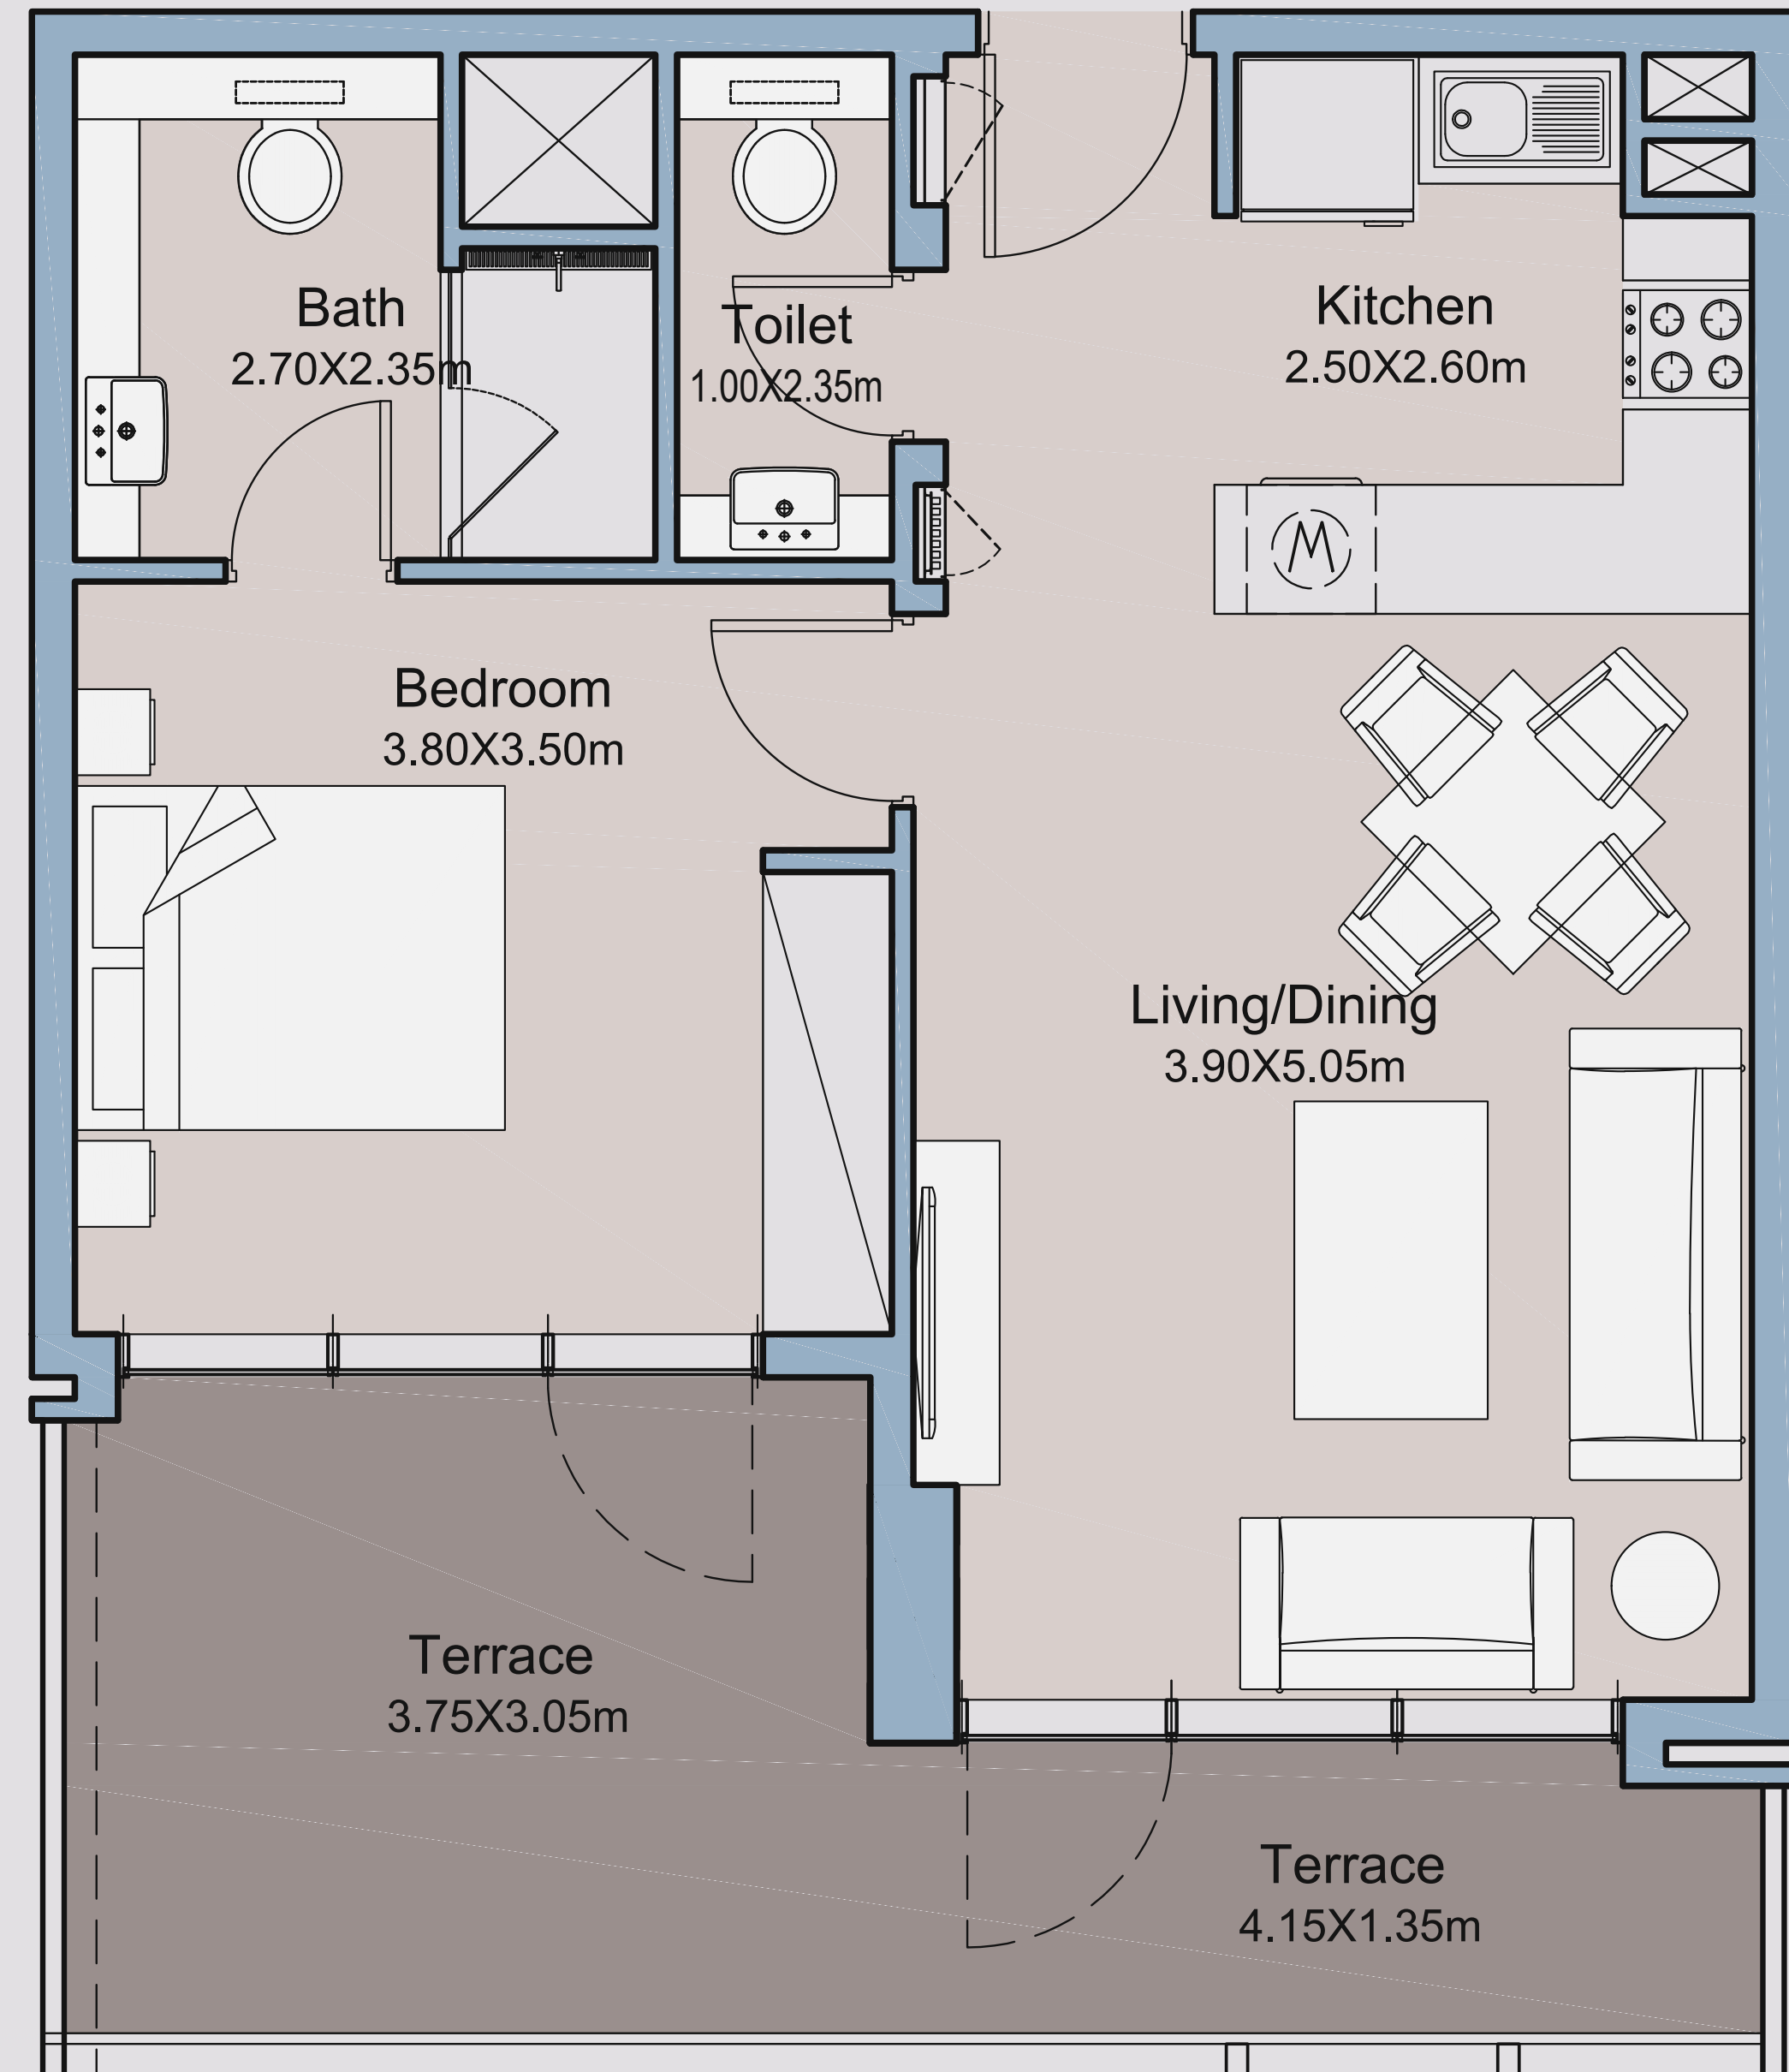 Bath
2.70X2.35m
Toilet
1.00X2.35m
Kitchen
2.50X2.60m
M
Bedroom
3.80X3.50m
Living/Dining
3.90X5.05m
Terrace
3.75X3.05m
Terrace
4.15X1.35m